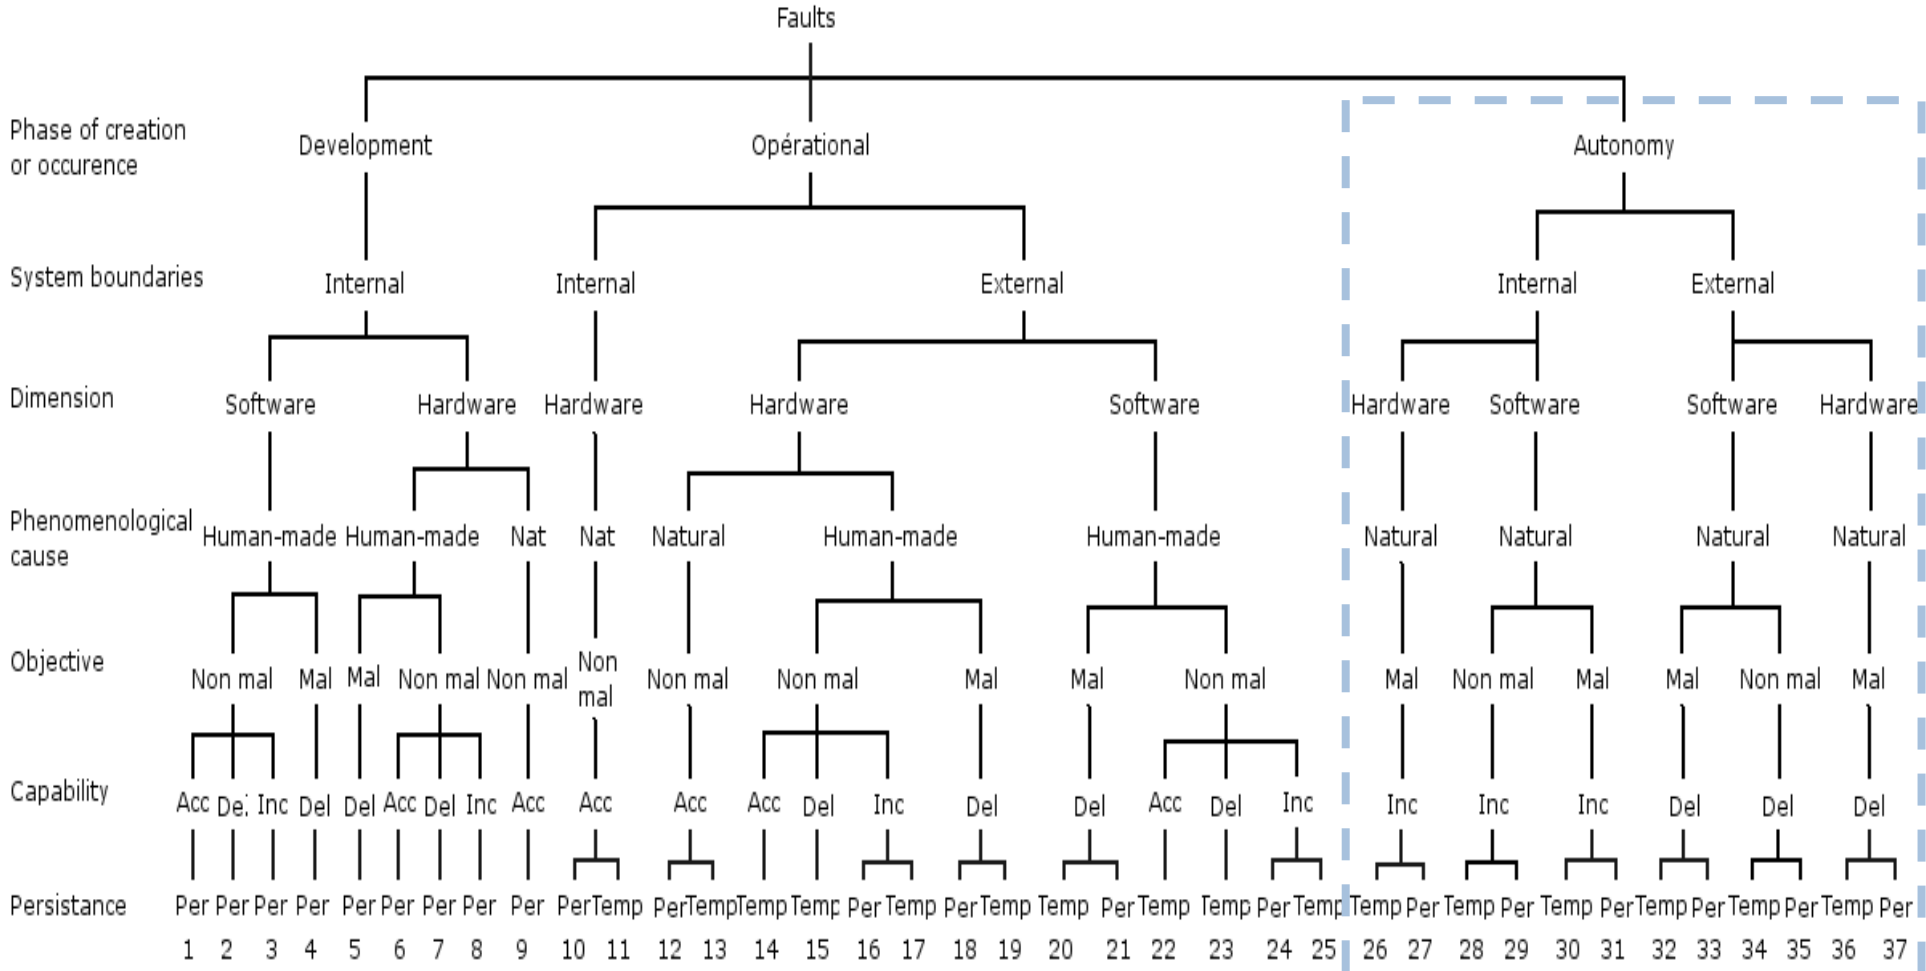 Faults
Phase of creation
or occurence
Development Opérational Autonomy
System boundaries
Internal Internal External Internal External
Dimension
Software Hardware Hardware Hardware Software Hardware Software Software Hardware
Phenomenological
cause
Human-made Human-made Nat Nat Natural Human-made Human-made Natural Natural Natural Natural
Objective
Non mal Mal Mal Non mal Non mal Non
mal Non mal Non mal Mal Mal Non mal Mal Non mal Mal Mal Non mal Mal
Capability
Acc De Inc Del Del Acc Del Inc Acc Acc Acc Acc Del Inc Del Del Acc Del Inc Inc Inc Inc Del Del Del
Persistance
Per Per Per Per Per Per Per Per Per Per Temp Per Temp Temp Temp Per Temp Per Temp Temp Per Temp Temp Per Temp Temp Per Temp Per Temp Per Temp Per Temp Per Temp Per
1 2 3 4 5 6 7 8 9 10 11 12 13 14 15 16 17 18 19 20 21 22 23 24 25 26 27 28 29 30 31 32 33 34 35 36 37